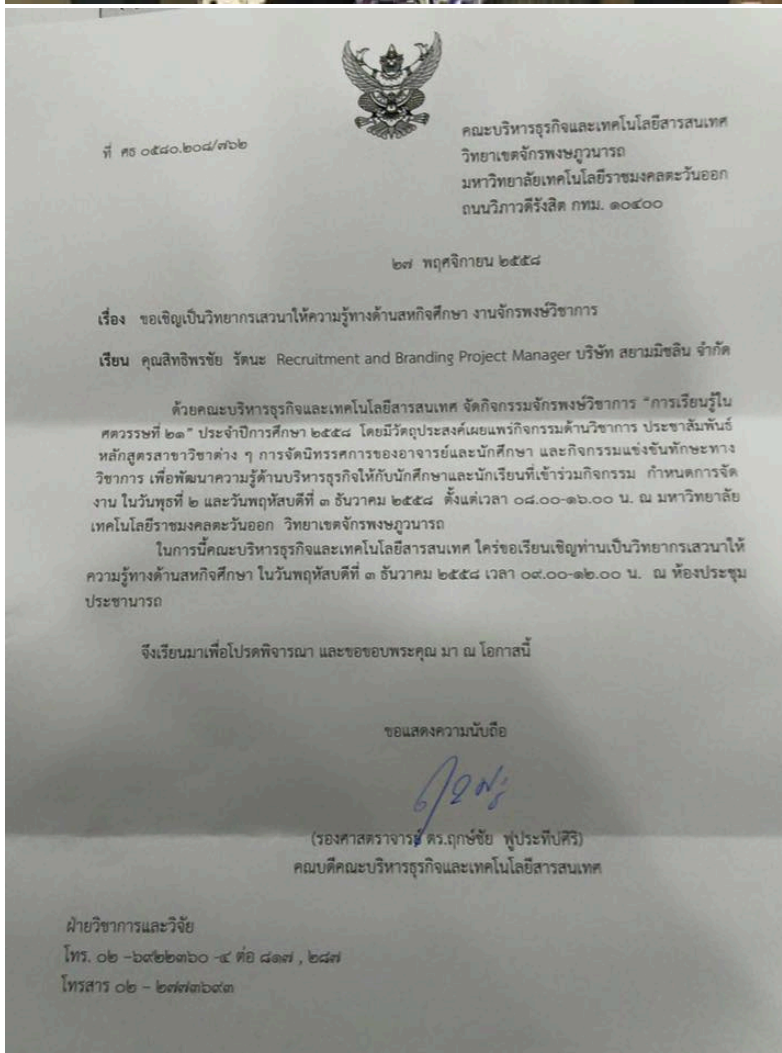 ที่ ศธ ๐๕๘๐.๒๐๘/๗๖๒
คณะบริหารธุรกิจและเทคโนโลยีสารสนเทศ
วิทยาเขตจักรพงษภูวนารถ
มหาวิทยาลัยเทคโนโลยีราชมงคลตะวันออก
ถนนวิภาวดีรังสิต กทม. ๑๐๔๐๐
๒๗ พฤศจิกายน ๒๕๕๘
เรื่อง ขอเชิญเป็นวิทยากรเสวนาให้ความรู้ทางด้านสหกิจศึกษา งานจักรพงษ์วิชาการ
เรียน คุณสิทธิพรชัย รัตนะ Recruitment and Branding Project Manager บริษัท สยามมิชลิน จำกัด
ด้วยคณะบริหารธุรกิจและเทคโนโลยีสารสนเทศ จัดกิจกรรมจักรพงษ์วิชาการ "การเรียนรู้ใน
ศตวรรษที่ ๒๑" ประจำปีการศึกษา ๒๕๕๘ โดยมีวัตถุประสงค์เผยแพร่กิจกรรมด้านวิชาการ ประชาสัมพันธ์
หลักสูตรสาขาวิชาต่าง ๆ การจัดนิทรรศการของอาจารย์และนักศึกษา และกิจกรรมแข่งขันทักษะทาง
วิชาการ เพื่อพัฒนาความรู้ด้านบริหารธุรกิจให้กับนักศึกษาและนักเรียนที่เข้าร่วมกิจกรรม กำหนดการจัด
งาน ในวันพุธที่ ๒ และวันพฤหัสบดีที่ ๓ ธันวาคม ๒๕๕๘ ตั้งแต่เวลา ๐๘.๐๐-๑๖.๐๐ น. ณ มหาวิทยาลัย
เทคโนโลยีราชมงคลตะวันออก วิทยาเขตจักรพงษภูวนารถ
ในการนี้คณะบริหารธุรกิจและเทคโนโลยีสารสนเทศ ใคร่ขอเรียนเชิญท่านเป็นวิทยากรเสวนาให้
ความรู้ทางด้านสหกิจศึกษา ในวันพฤหัสบดีที่ ๓ ธันวาคม ๒๕๕๘ เวลา ๐๙.๐๐-๑๒.๐๐ น. ณ ห้องประชุม
ประชานารถ
จึงเรียนมาเพื่อโปรดพิจารณา และขอขอบพระคุณ มา ณ โอกาสนี้
ขอแสดงความนับถือ
(รองศาสตราจารย์ ดร.ฤกษ์ชัย ฟูประทีปศิริ)
คณบดีคณะบริหารธุรกิจและเทคโนโลยีสารสนเทศ
ฝ่ายวิชาการและวิจัย
โทร. ๐๒ -๖๙๒๒๓๖๐ -๔ ต่อ ๘๑๗ , ๒๘๗
โทรสาร ๐๒ - ๒๗๗๓๖๙๓